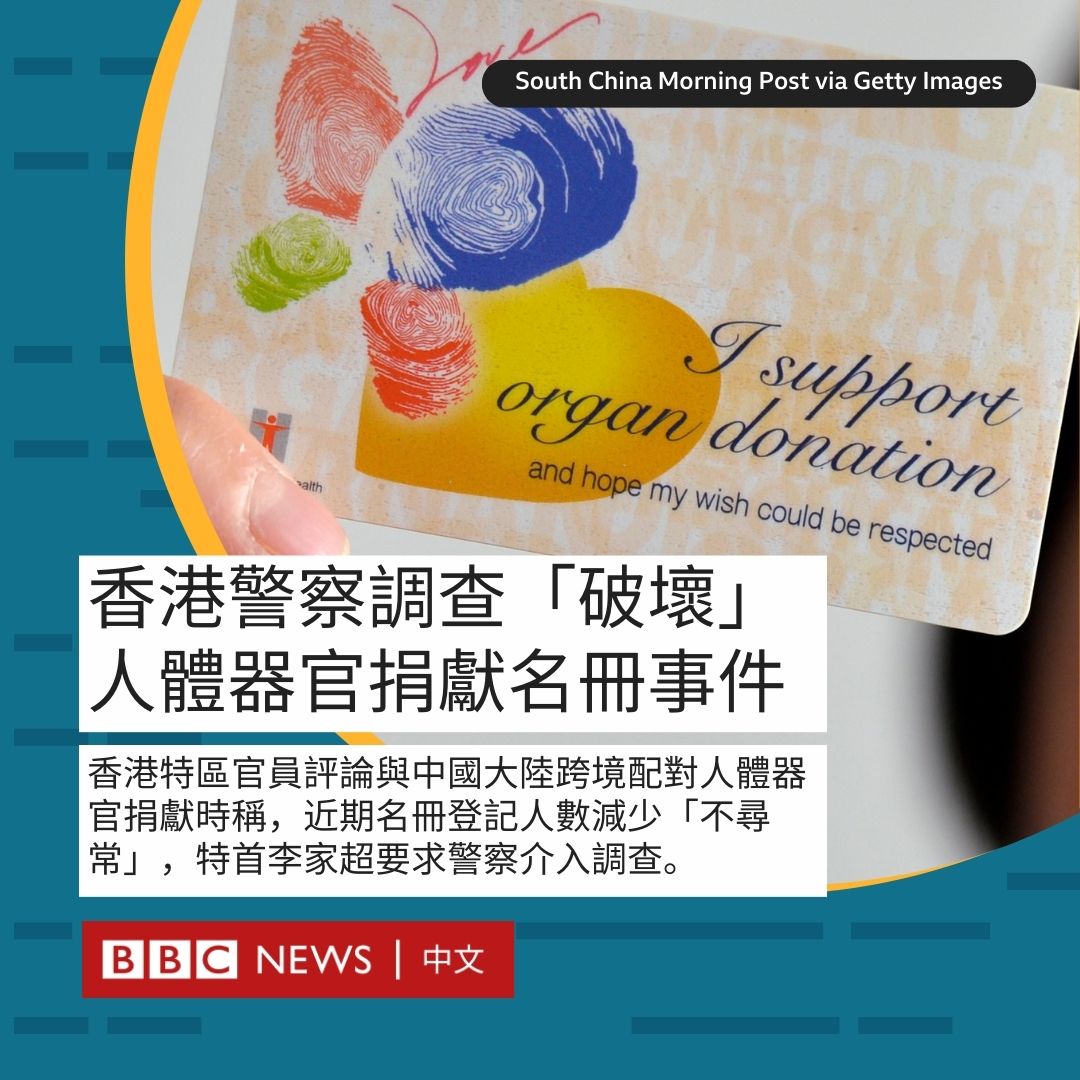 Love
South China Morning Post via Getty Images
I support
organ donation
and hope my wish could be respected
ealth
香港警察調查「破壞」
人體器官捐獻名冊事件
香港特區官員評論與中國大陸跨境配對人體器
官捐獻時稱，近期名冊登記人數減少「不尋
常」，特首李家超要求警察介入調查。
BBC NEWS | 中文